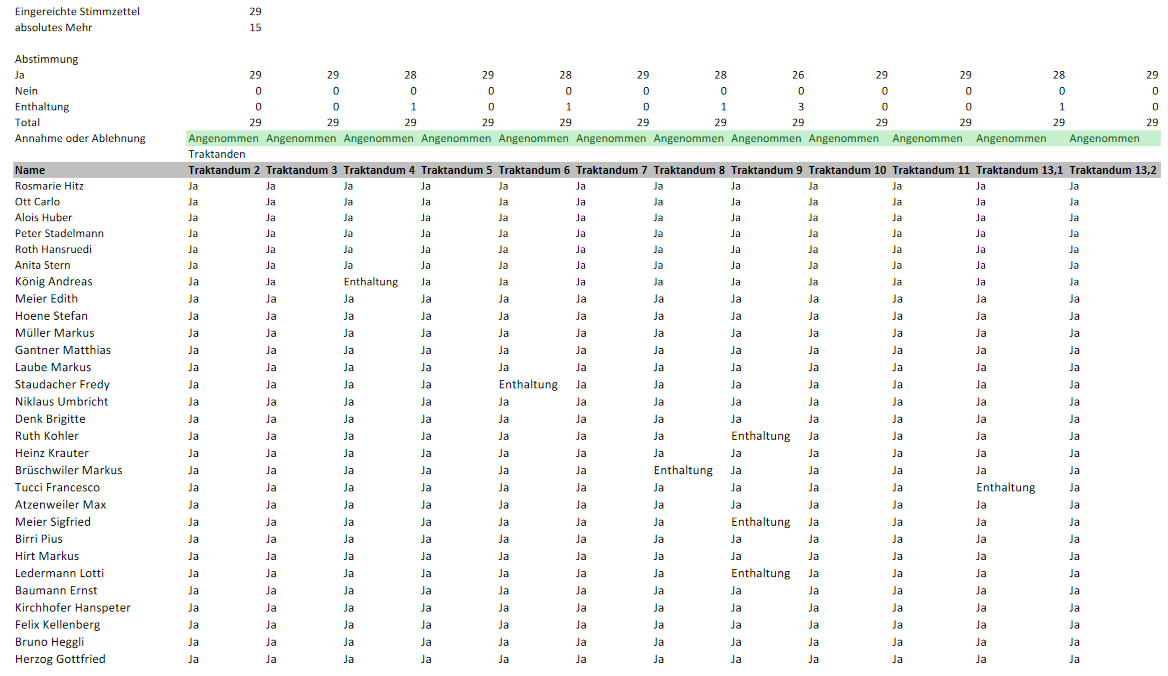 Eingereichte Stimmzettel 29
absolutes Mehr 15
Abstimmung
Ja 29 29 28 29 28 29 28 26 29 29 28 29
Nein 0 0 0 0 0 0 0 0 0 0 0 0
Enthaltung 0 0 1 0 1 0 1 3 0 0 1 0
Total 29 29 29 29 29 29 29 29 29 29 29 29
Annahme oder Ablehnung Angenommen Angenommen Angenommen Angenommen Angenommen Angenommen Angenommen Angenommen Angenommen Angenommen Angenommen Angenommen
Traktanden
Name Traktandum 2 Traktandum 3 Traktandum 4 Traktandum 5 Traktandum 6 Traktandum 7 Traktandum 8 Traktandum 9 Traktandum 10 Traktandum 11 Traktandum 13,1 Traktandum 13,2
Rosmarie Hitz Ja Ja Ja Ja Ja Ja Ja Ja Ja Ja Ja Ja
Ott Carlo Ja Ja Ja Ja Ja Ja Ja Ja Ja Ja Ja Ja
Alois Huber Ja Ja Ja Ja Ja Ja Ja Ja Ja Ja Ja Ja
Peter Stadelmann Ja Ja Ja Ja Ja Ja Ja Ja Ja Ja Ja Ja
Roth Hansruedi Ja Ja Ja Ja Ja Ja Ja Ja Ja Ja Ja Ja
Anita Stern Ja Ja Ja Ja Ja Ja Ja Ja Ja Ja Ja Ja
König Andreas Ja Ja Enthaltung Ja Ja Ja Ja Ja Ja Ja Ja Ja
Meier Edith Ja Ja Ja Ja Ja Ja Ja Ja Ja Ja Ja Ja
Hoene Stefan Ja Ja Ja Ja Ja Ja Ja Ja Ja Ja Ja Ja
Müller Markus Ja Ja Ja Ja Ja Ja Ja Ja Ja Ja Ja Ja
Gantner Matthias Ja Ja Ja Ja Ja Ja Ja Ja Ja Ja Ja Ja
Laube Markus Ja Ja Ja Ja Ja Ja Ja Ja Ja Ja Ja Ja
Staudacher Fredy Ja Ja Ja Ja Enthaltung Ja Ja Ja Ja Ja Ja Ja
Niklaus Umbricht Ja Ja Ja Ja Ja Ja Ja Ja Ja Ja Ja Ja
Denk Brigitte Ja Ja Ja Ja Ja Ja Ja Ja Ja Ja Ja Ja
Ruth Kohler Ja Ja Ja Ja Ja Ja Ja Enthaltung Ja Ja Ja Ja
Heinz Krauter Ja Ja Ja Ja Ja Ja Ja Ja Ja Ja Ja Ja
Brüschwiler Markus Ja Ja Ja Ja Ja Ja Enthaltung Ja Ja Ja Ja Ja
Tucci Francesco Ja Ja Ja Ja Ja Ja Ja Ja Ja Ja Enthaltung Ja
Atzenweiler Max Ja Ja Ja Ja Ja Ja Ja Ja Ja Ja Ja Ja
Meier Sigfried Ja Ja Ja Ja Ja Ja Ja Enthaltung Ja Ja Ja Ja
Birri Pius Ja Ja Ja Ja Ja Ja Ja Ja Ja Ja Ja Ja
Hirt Markus Ja Ja Ja Ja Ja Ja Ja Ja Ja Ja Ja Ja
Ledermann Lotti Ja Ja Ja Ja Ja Ja Ja Enthaltung Ja Ja Ja Ja
Baumann Ernst Ja Ja Ja Ja Ja Ja Ja Ja Ja Ja Ja Ja
Kirchhofer Hanspeter Ja Ja Ja Ja Ja Ja Ja Ja Ja Ja Ja Ja
Felix Kellenberg Ja Ja Ja Ja Ja Ja Ja Ja Ja Ja Ja Ja
Bruno Heggli Ja Ja Ja Ja Ja Ja Ja Ja Ja Ja Ja Ja
Herzog Gottfried Ja Ja Ja Ja Ja Ja Ja Ja Ja Ja Ja Ja